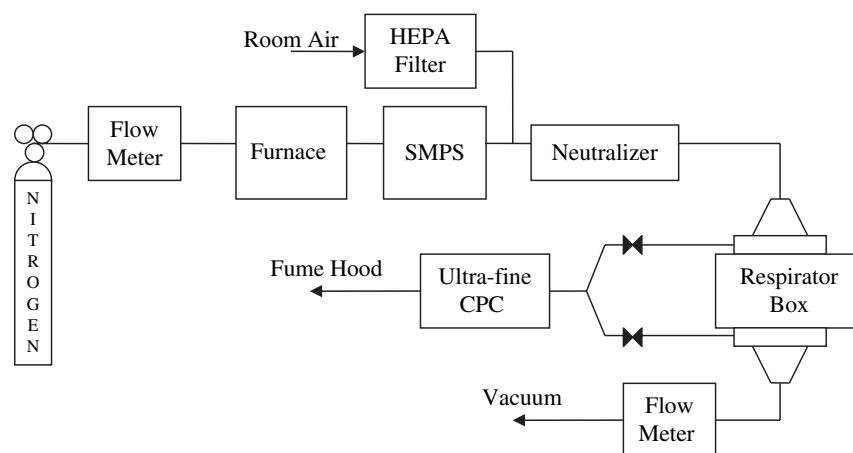 Room Air
HEPA
Filter
Flow
Meter
Furnace
SMPS
Neutralizer
NITROGEN
Fume Hood
Ultra-fine
CPC
Respirator
Box
Vacuum
Flow
Meter